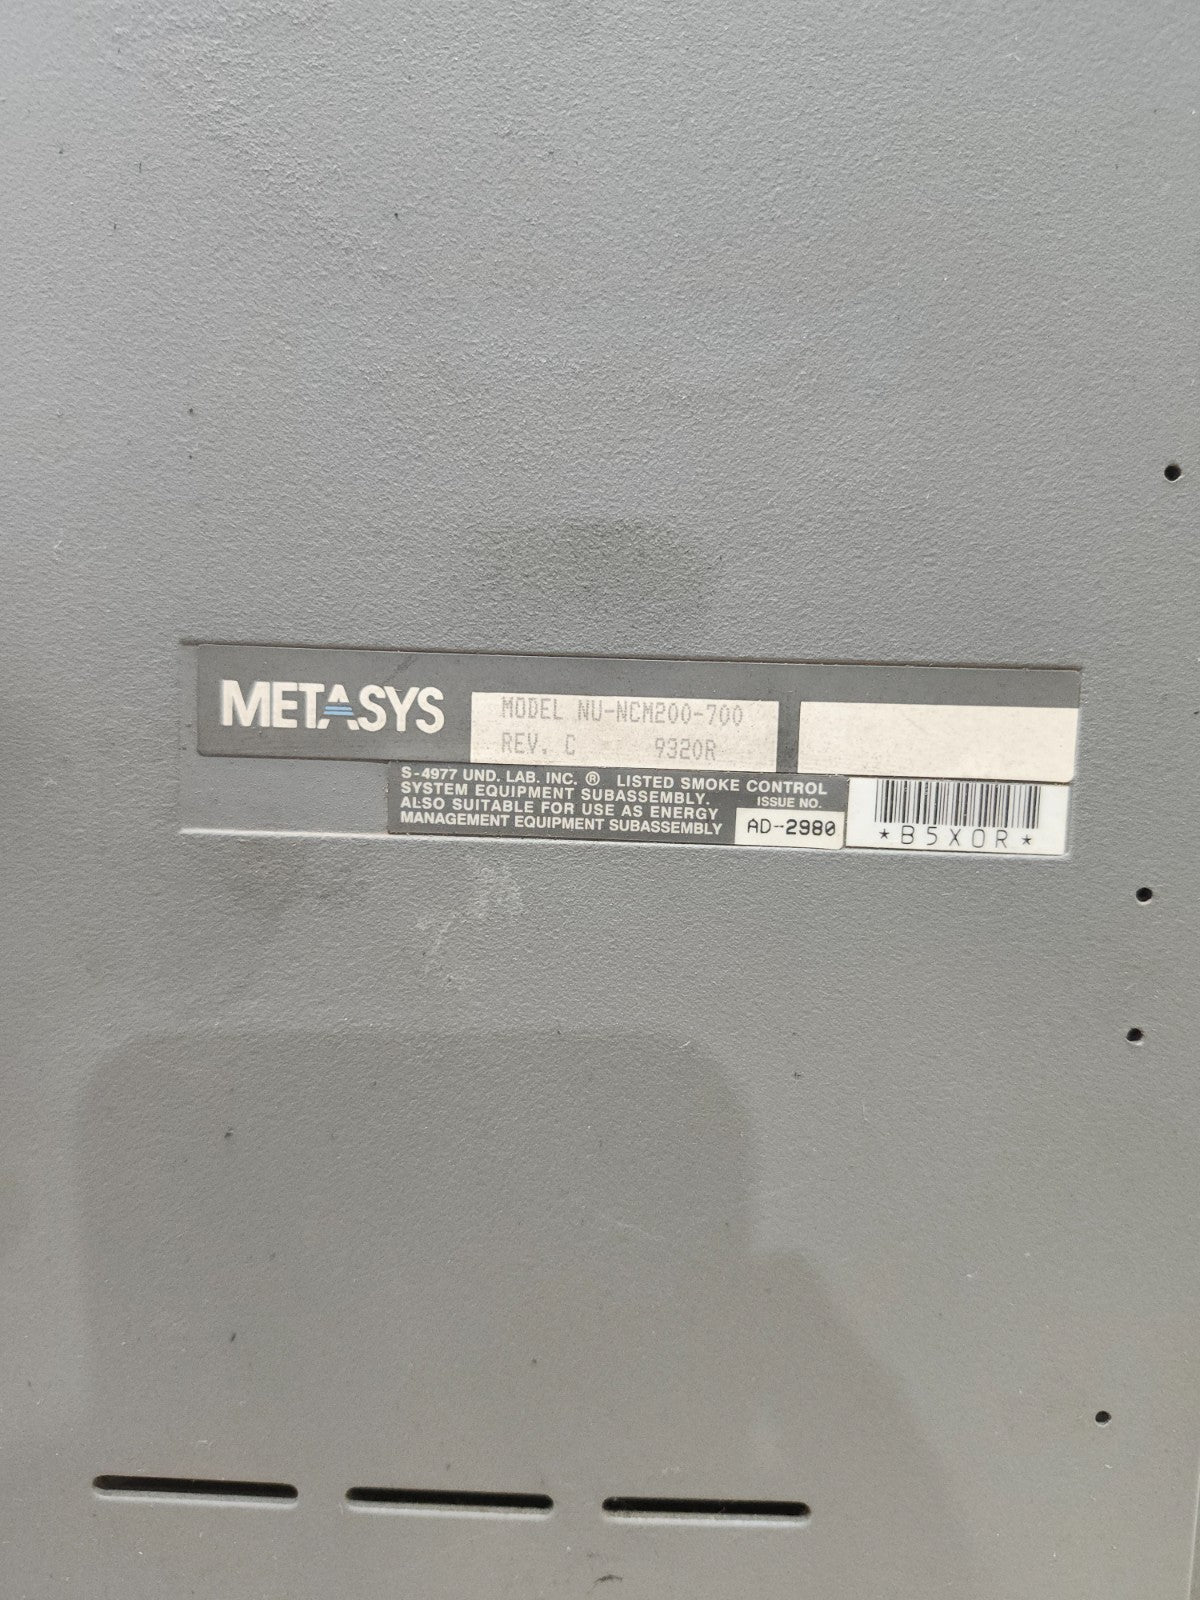 METASYS
MODEL NU-NCM200-700
REV. C 9320R
S-4977 UND. LAB. INC. ® LISTED SMOKE CONTROL
SYSTEM EQUIPMENT SUBASSEMBLY.
ALSO SUITABLE FOR USE AS ENERGY
MANAGEMENT EQUIPMENT SUBASSEMBLY
ISSUE NO.
AD-2980
*B5X0R*